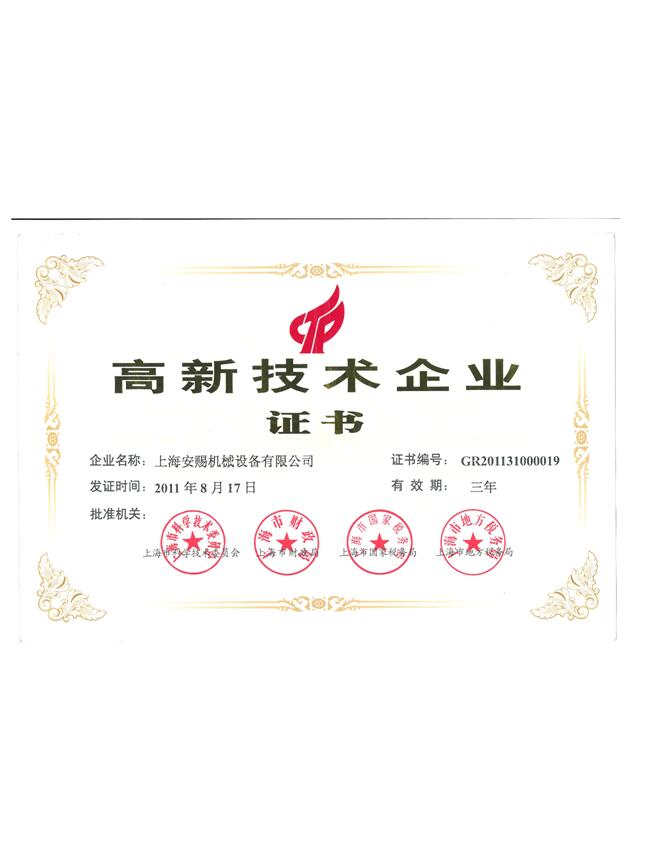 高新技术企业
证书
企业名称：上海安赐机械设备有限公司 证书编号：GR201131000019
发证时间：2011 年 8 月 17 日 有 效 期：三年
批准机关：
上海市科学技术委员会 上海市财政局 上海市国家税务局 上海市地方税务局